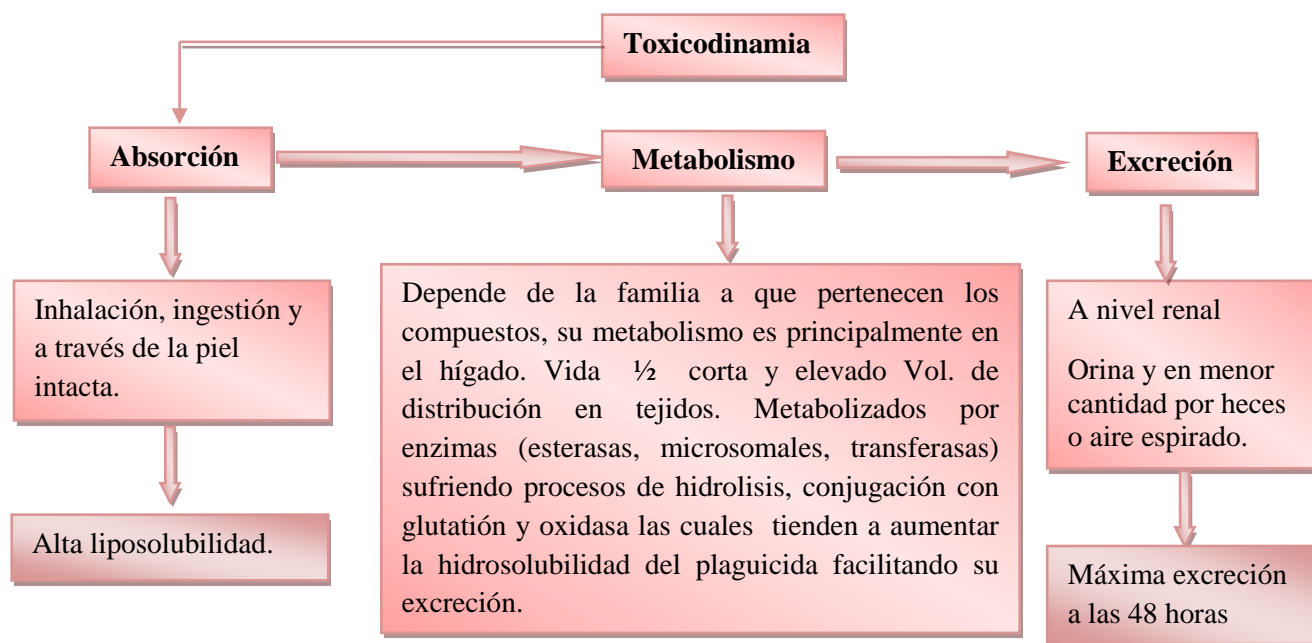 Toxicodinamia
Absorción
Metabolismo
Excreción
Inhalación, ingestión y
a través de la piel
intacta.
Alta liposolubilidad.
Depende de la familia a que pertenecen los
compuestos, su metabolismo es principalmente en
el hígado. Vida ½ corta y elevado Vol. de
distribución en tejidos. Metabolizados por
enzimas (esterasas, microsomales, transferasas)
sufriendo procesos de hidrolisis, conjugación con
glutatión y oxidasa las cuales tienden a aumentar
la hidrosolubilidad del plaguicida facilitando su
excreción.
A nivel renal
Orina y en menor
cantidad por heces
o aire espirado.
Máxima excreción
a las 48 horas